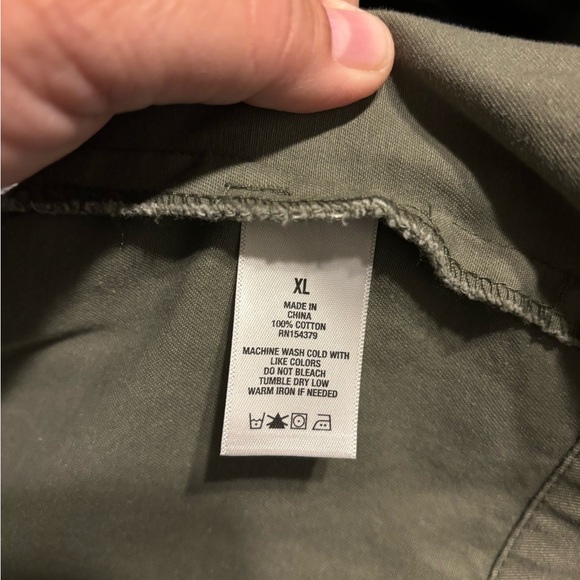 XL
MADE IN
CHINA
100% COTTON
RN154379
MACHINE WASH COLD WITH
LIKE COLORS
DO NOT BLEACH
TUMBLE DRY LOW
WARM IRON IF NEEDED